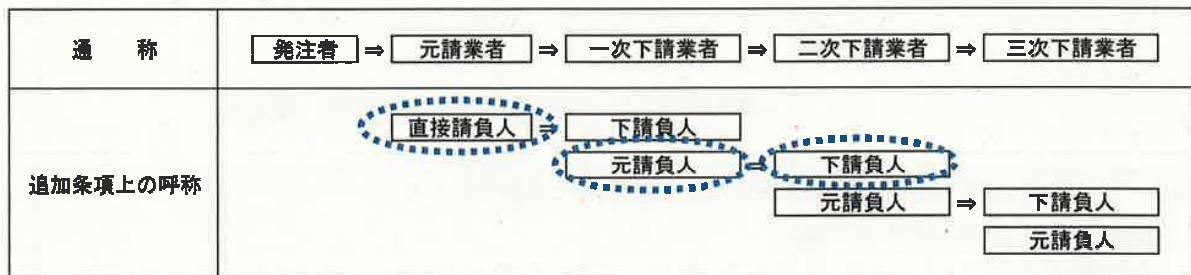 通 称
発注者 ⇒ 元請業者 ⇒ 一次下請業者 ⇒ 二次下請業者 ⇒ 三次下請業者
追加条項上の呼称
直接請負人 ⇒ 下請負人
元請負人 ⇒ 下請負人
元請負人 ⇒ 下請負人
元請負人